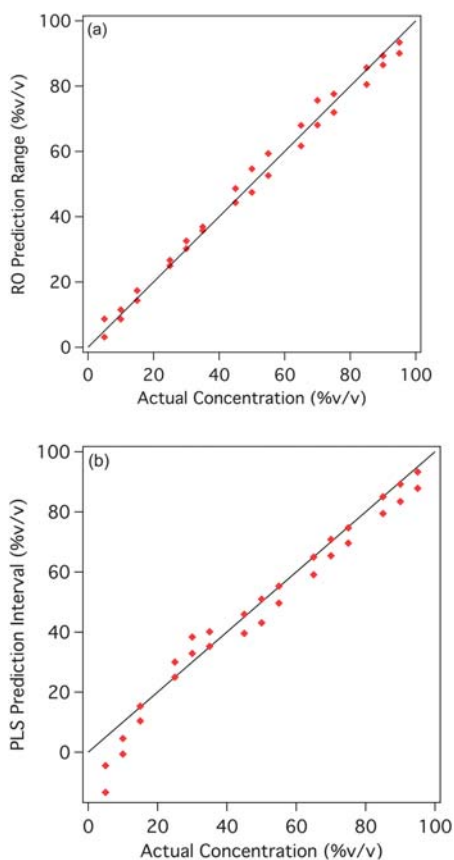 (a)
RO Prediction Range (%v/v)
100
80
60
40
20
0
0 20 40 60 80 100
Actual Concentration (%v/v)
(b)
PLS Prediction Interval (%v/v)
100
80
60
40
20
0
0 20 40 60 80 100
Actual Concentration (%v/v)